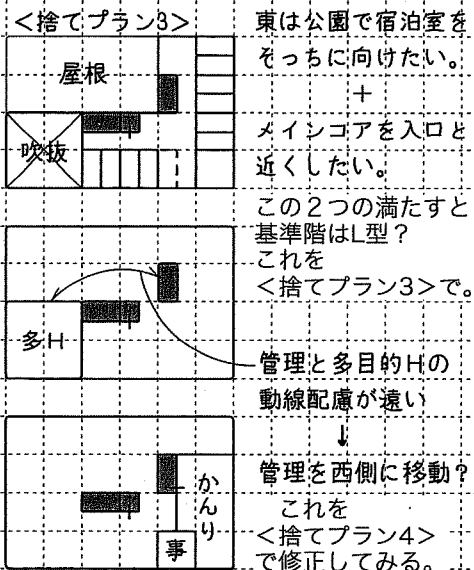 ＜捨てプラン3＞
屋根
吹抜
東は公園で宿泊室を
そっちに向けたい。
＋
メインコアを入口と
近くしたい。
この２つの満たすと
基準階はL型？
これを
＜捨てプラン3＞で。
多H
管理と多目的Hの
動線配慮が遠い
↓
管理を西側に移動？
これを
＜捨てプラン4＞
で修正してみる。
かんり
事